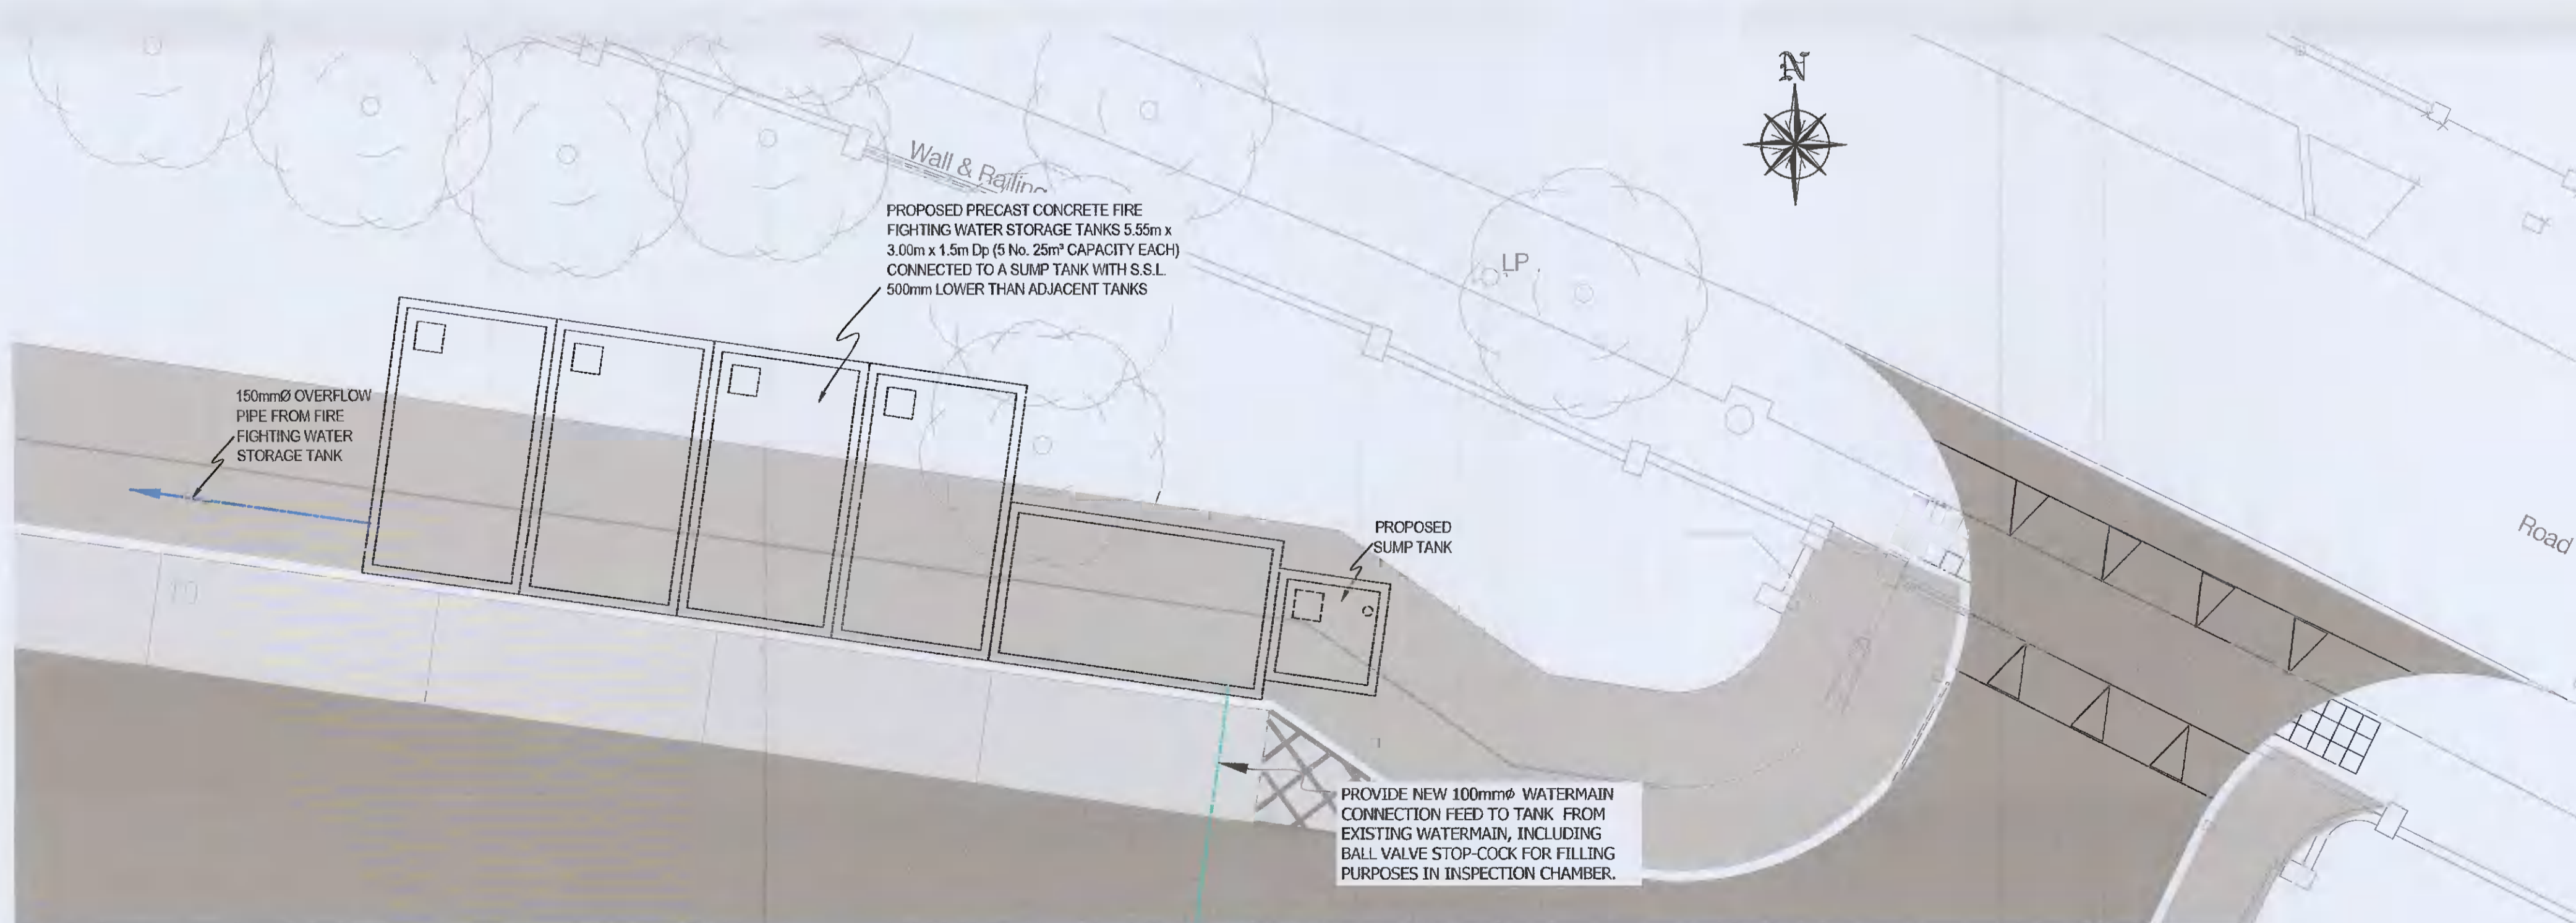 N
Wall & Railing
PROPOSED PRECAST CONCRETE FIRE
FIGHTING WATER STORAGE TANKS 5.55m x
3.00m x 1.5m Dp (5 No. 25m³ CAPACITY EACH)
CONNECTED TO A SUMP TANK WITH S.S.L.
500mm LOWER THAN ADJACENT TANKS
LP
150mmØ OVERFLOW
PIPE FROM FIRE
FIGHTING WATER
STORAGE TANK
PROPOSED
SUMP TANK
Road
10
PROVIDE NEW 100mmø WATERMAIN
CONNECTION FEED TO TANK FROM
EXISTING WATERMAIN, INCLUDING
BALL VALVE STOP-COCK FOR FILLING
PURPOSES IN INSPECTION CHAMBER.